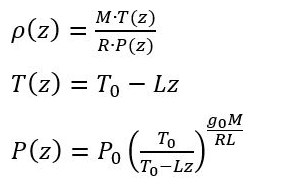 ρ(z) = M·T(z) / R·P(z)
T(z) = T₀ − Lz
P(z) = P₀ (T₀ / T₀−Lz)^(g₀M / RL)